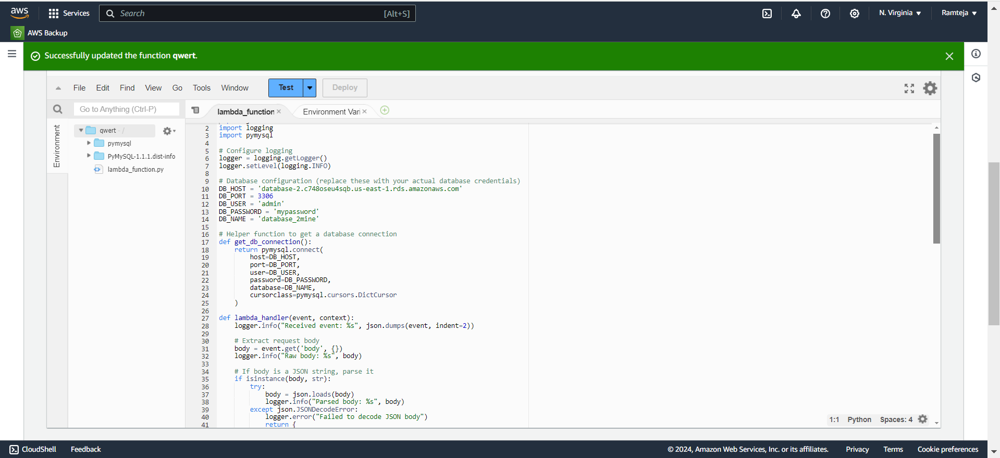 aws
Services
Search
[Alt+S]
N. Virginia
Ramteja
AWS Backup
Successfully updated the function qwert.
File Edit Find View Go Tools Window
Test
Deploy
Go to Anything (Ctrl-P)
lambda_function
Environment Vari
Environment
qwert - /
pymysql
PyMySQL-1.1.1.dist-info
lambda_function.py
2 import logging
3 import pymysql
4
5 # Configure logging
6 logger = logging.getLogger()
7 logger.setLevel(logging.INFO)
8
9 # Database configuration (replace these with your actual database credentials)
10 DB_HOST = 'database-2.c748oseu4sqb.us-east-1.rds.amazonaws.com'
11 DB_PORT = 3306
12 DB_USER = 'admin'
13 DB_PASSWORD = 'mypassword'
14 DB_NAME = 'database_2mine'
15
16 # Helper function to get a database connection
17 def get_db_connection():
18     return pymysql.connect(
19         host=DB_HOST,
20         port=DB_PORT,
21         user=DB_USER,
22         password=DB_PASSWORD,
23         database=DB_NAME,
24         cursorclass=pymysql.cursors.DictCursor
25     )
26
27 def lambda_handler(event, context):
28     logger.info("Received event: %s", json.dumps(event, indent=2))
29
30     # Extract request body
31     body = event.get('body', {})
32     logger.info("Raw body: %s", body)
33
34     # If body is a JSON string, parse it
35     if isinstance(body, str):
36         try:
37             body = json.loads(body)
38             logger.info("Parsed body: %s", body)
39         except json.JSONDecodeError:
40             logger.error("Failed to decode JSON body")
41             return {
1:1 Python Spaces: 4
CloudShell
Feedback
© 2024, Amazon Web Services, Inc. or its affiliates.
Privacy
Terms
Cookie preferences